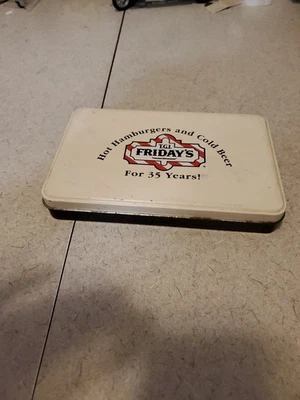 Hot Hamburgers and Cold Beer
T.G.I.
FRIDAY'S
For 35 Years!